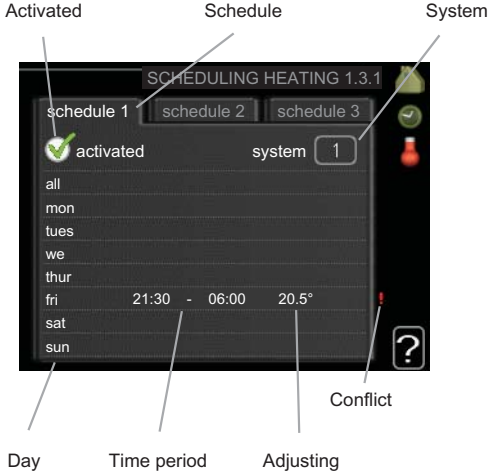 Activated Schedule System
SCHEDULING HEATING 1.3.1
schedule 1 schedule 2 schedule 3
activated system 1
all
mon
tues
we
thur
fri 21:30 - 06:00 20.5° !
sat
sun
?
Conflict
Day Time period Adjusting